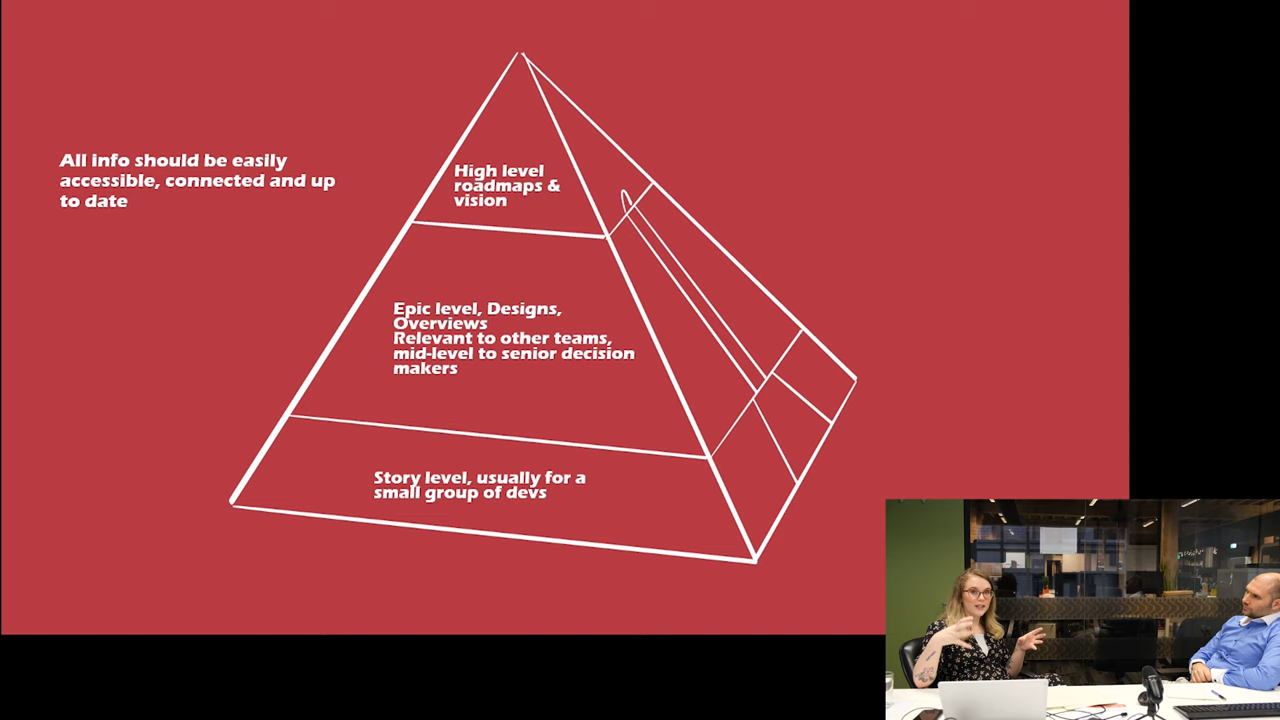 All info should be easily
accessible, connected and up
to date
High level
roadmaps &
vision
Epic level, Designs,
Overviews
Relevant to other teams,
mid-level to senior decision
makers
Story level, usually for a
small group of devs